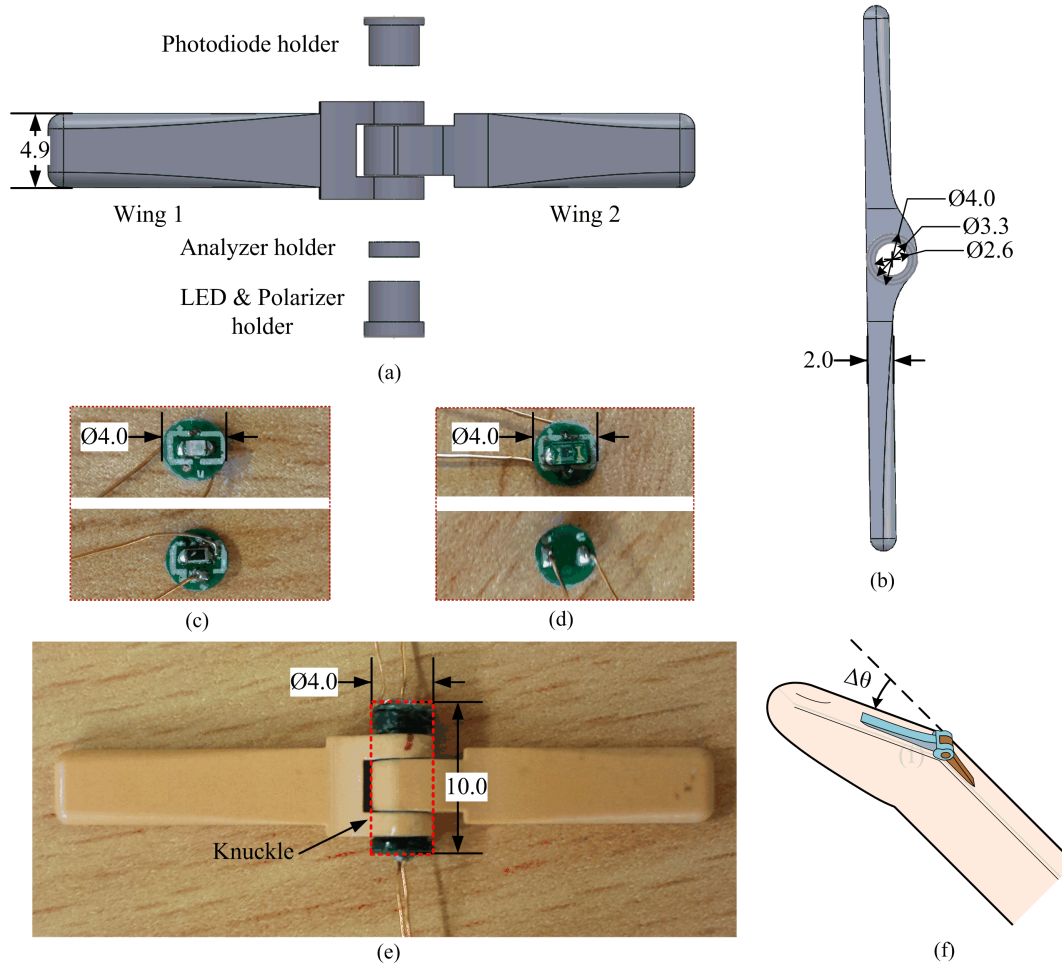 Photodiode holder
4.9
Wing 1
Wing 2
Analyzer holder
LED & Polarizer
holder
(a)
Ø4.0
Ø3.3
Ø2.6
2.0
(b)
Ø4.0
(c)
Ø4.0
(d)
Ø4.0
10.0
Knuckle
(e)
Δθ
(f)
(f)